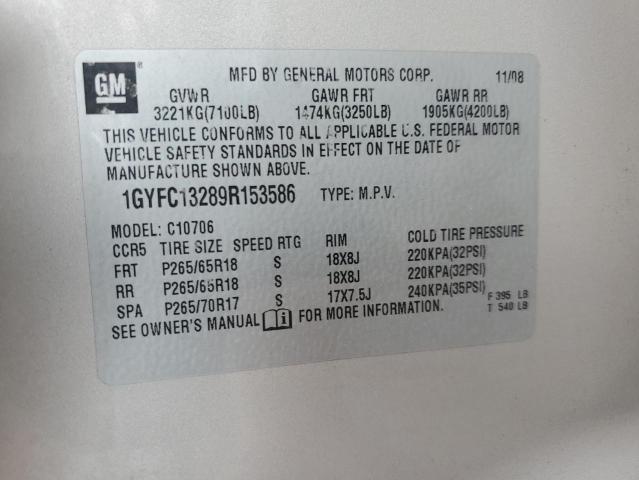 GM
MFD BY GENERAL MOTORS CORP. 11/08
GVWR GAWR FRT GAWR RR
3221KG(7100LB) 1474KG(3250LB) 1905KG(4200LB)
THIS VEHICLE CONFORMS TO ALL APPLICABLE U.S. FEDERAL MOTOR
VEHICLE SAFETY STANDARDS IN EFFECT ON THE DATE OF
MANUFACTURE SHOWN ABOVE.
1GYFC13289R153586 TYPE: M.P.V.
MODEL: C10706
CCR5 TIRE SIZE SPEED RTG RIM COLD TIRE PRESSURE
FRT P265/65R18 S 18X8J 220KPA(32PSI)
RR P265/65R18 S 18X8J 220KPA(32PSI)
SPA P265/70R17 S 17X7.5J 240KPA(35PSI) F 395 LB
SEE OWNER'S MANUAL i FOR MORE INFORMATION. T 540 LB